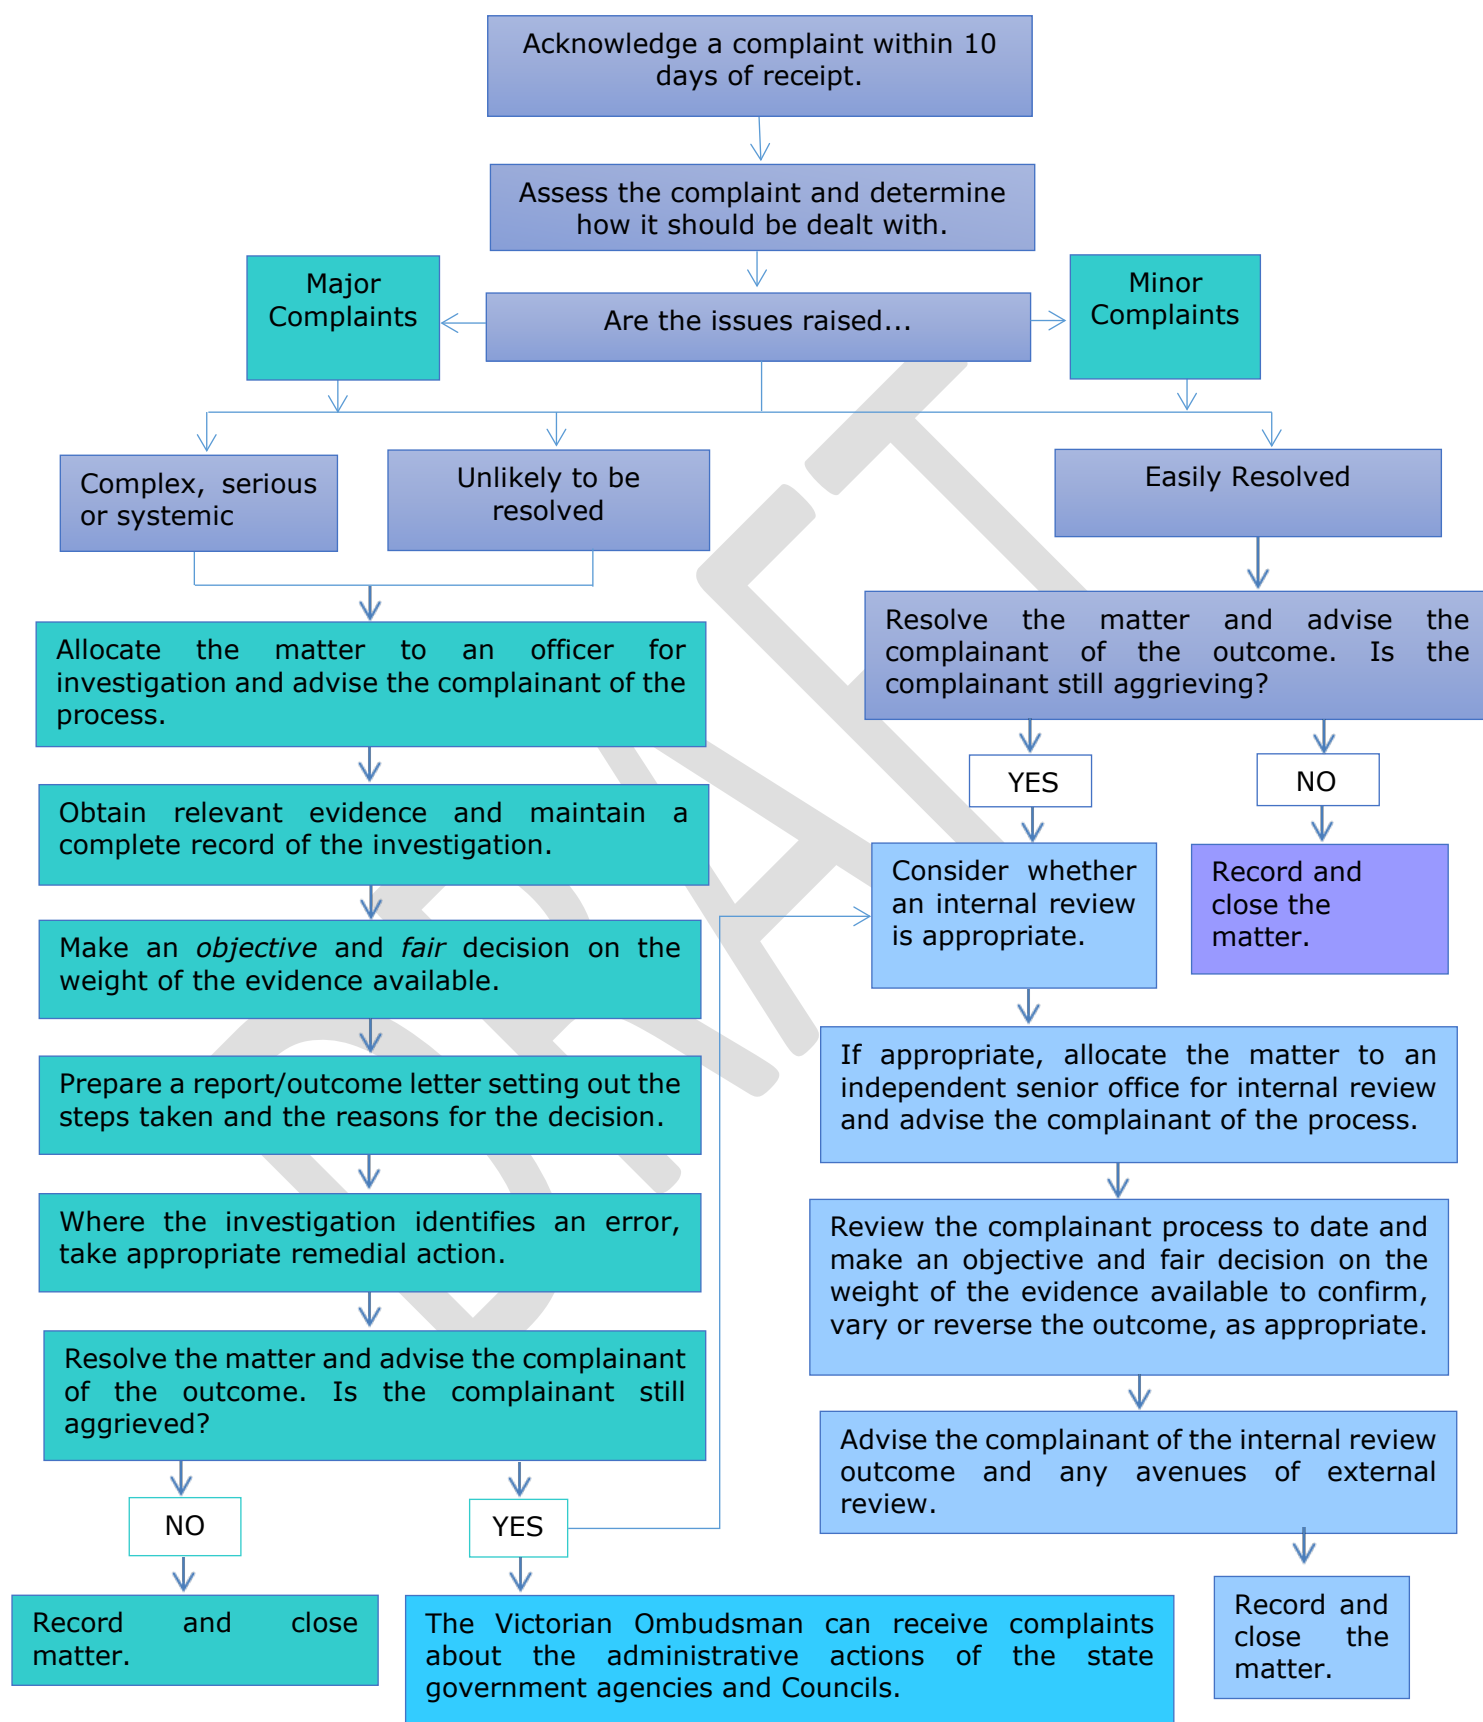 Acknowledge a complaint within 10
days of receipt.
Assess the complaint and determine
how it should be dealt with.
Major
Complaints
Are the issues raised...
Minor
Complaints
Complex, serious
or systemic
Unlikely to be
resolved
Easily Resolved
Allocate the matter to an officer for
investigation and advise the complainant of the
process.
Resolve the matter and advise the
complainant of the outcome. Is the
complainant still aggrieving?
YES
NO
Obtain relevant evidence and maintain a
complete record of the investigation.
Consider whether
an internal review
is appropriate.
Record and
close the
matter.
Make an objective and fair decision on the
weight of the evidence available.
If appropriate, allocate the matter to an
independent senior office for internal review
and advise the complainant of the process.
Prepare a report/outcome letter setting out the
steps taken and the reasons for the decision.
Where the investigation identifies an error,
take appropriate remedial action.
Review the complainant process to date and
make an objective and fair decision on the
weight of the evidence available to confirm,
vary or reverse the outcome, as appropriate.
Resolve the matter and advise the complainant
of the outcome. Is the complainant still
aggrieved?
Advise the complainant of the internal review
outcome and any avenues of external
review.
NO
YES
Record and close
matter.
The Victorian Ombudsman can receive complaints
about the administrative actions of the state
government agencies and Councils.
Record and
close the
matter.
DRAFT